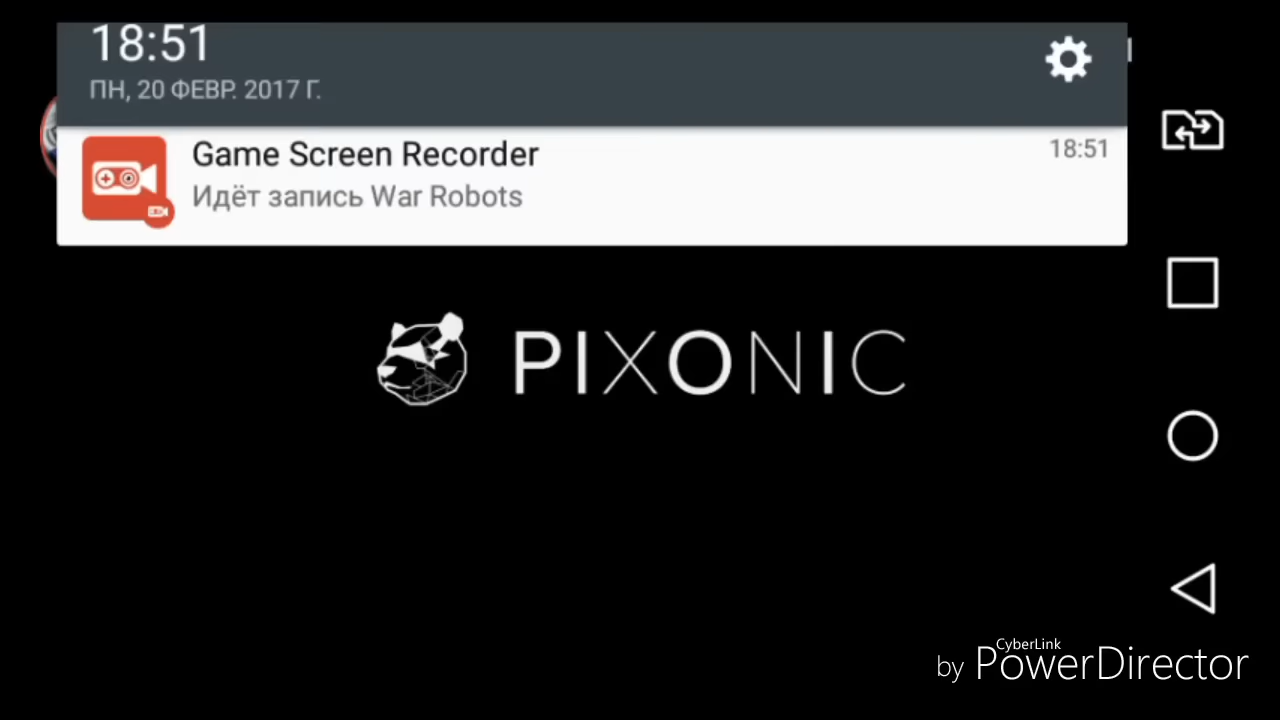 18:51
ПН, 20 ФЕВР. 2017 Г.
Game Screen Recorder
18:51
Идёт запись War Robots
PIXONIC
CyberLink
by PowerDirector